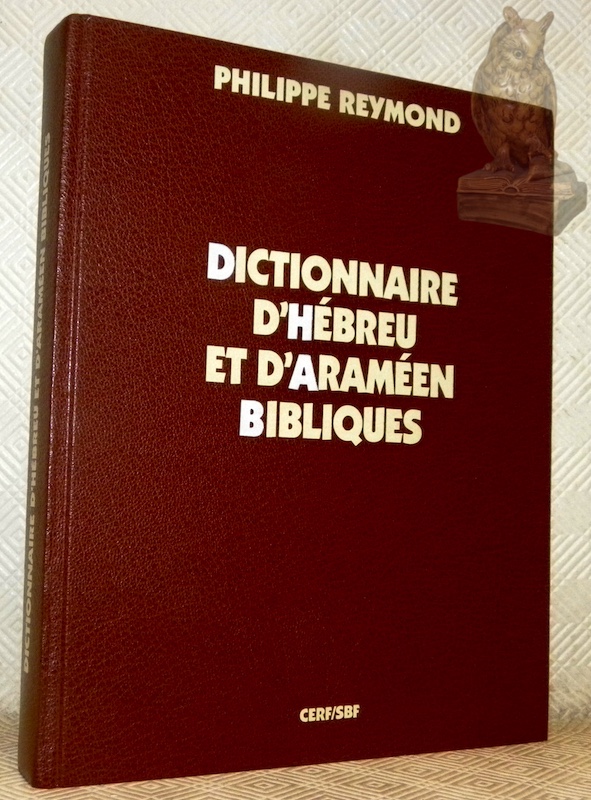 PHILIPPE REYMOND
DICTIONNAIRE
D'HÉBREU
ET D'ARAMÉEN
BIBLIQUES
CERF/SBF
DICTIONNAIRE D'HÉBREU ET D'ARAMÉEN BIBLIQUES